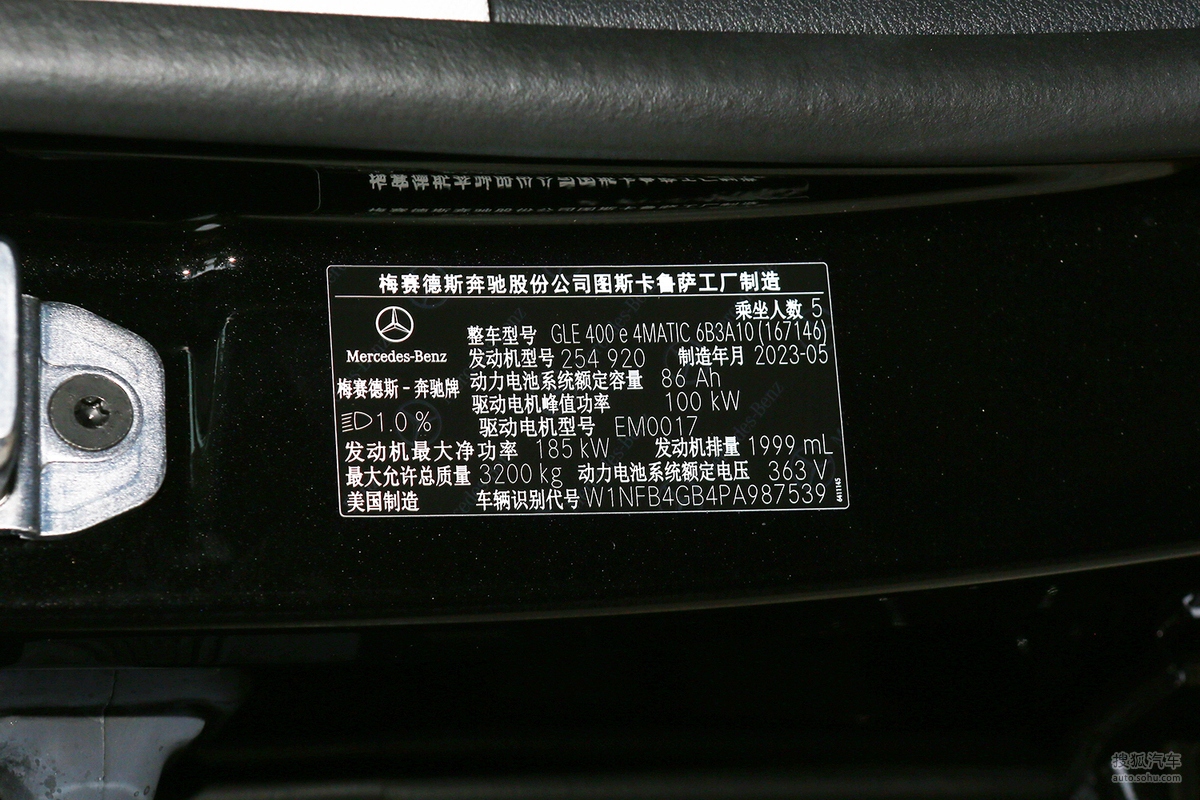 梅赛德斯奔驰股份公司图斯卡鲁萨工厂制造
乘坐人数 5
整车型号 GLE 400 e 4MATIC 6B3A10 (167146)
Mercedes-Benz
发动机型号 254 920 制造年月 2023-05
梅赛德斯-奔驰牌 动力电池系统额定容量 86 Ah
驱动电机峰值功率 100 kW
1.0 % 驱动电机型号 EM0017
发动机最大净功率 185 kW 发动机排量 1999 mL
最大允许总质量 3200 kg 动力电池系统额定电压 363 V
美国制造 车辆识别代号 W1NFB4GB4PA987539
搜狐汽车
auto.sohu.com